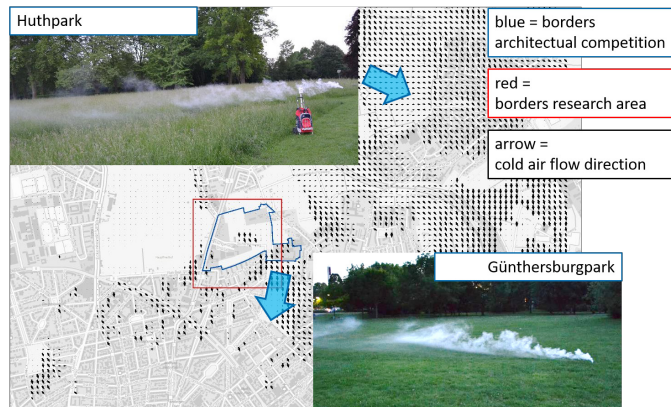 Huthpark
blue = borders
architectual competition
red =
borders research area
arrow =
cold air flow direction
Günthersburgpark